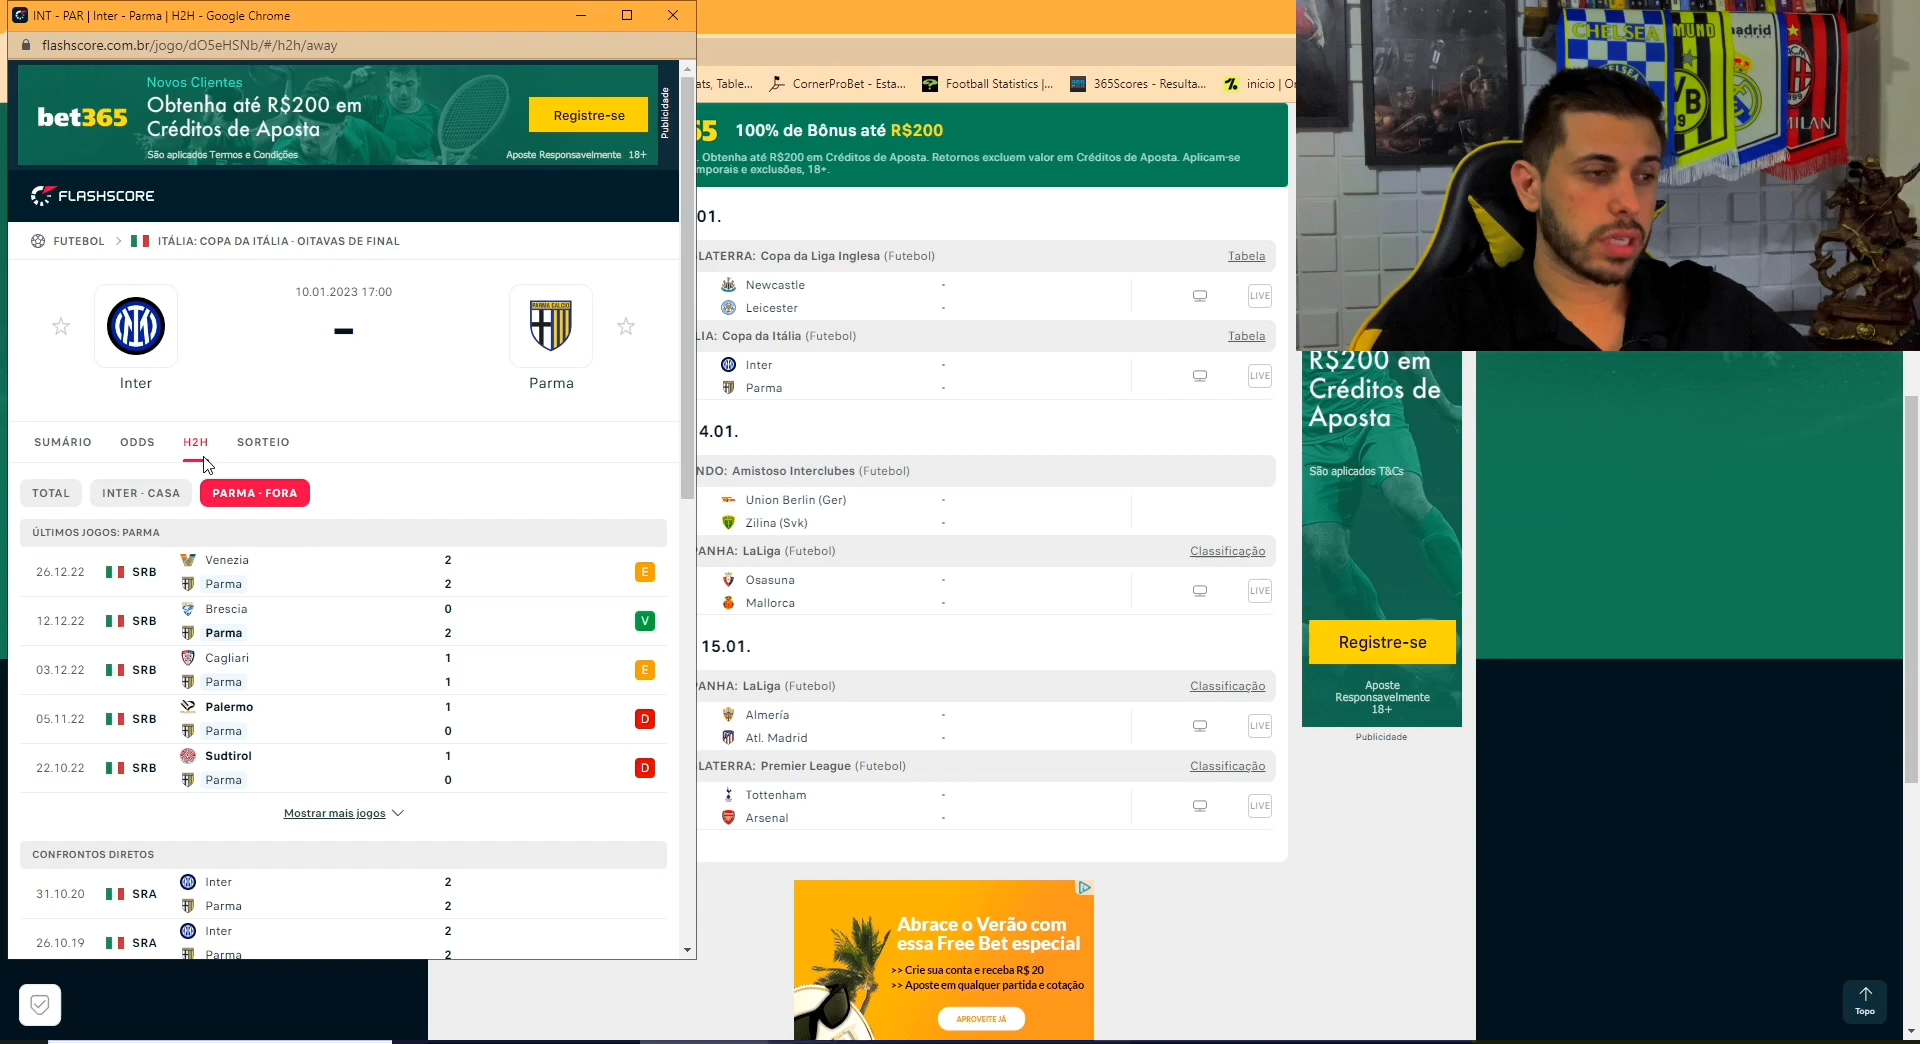 INT - PAR | Inter - Parma | H2H - Google Chrome
flashscore.com.br/jogo/dO5eHSNb/#/h2h/away
Novos Clientes
bet365
Obtenha até R$200 em
Créditos de Aposta
São aplicados Termos e Condições
Registre-se
Aposte Responsavelmente 18+
Publicidade
FLASHSCORE
FUTEBOL > ITÁLIA: COPA DA ITÁLIA - OITAVAS DE FINAL
10.01.2023 17:00
-
Inter
Parma
SUMÁRIO ODDS H2H SORTEIO
TOTAL INTER - CASA PARMA - FORA
ÚLTIMOS JOGOS: PARMA
26.12.22 SRB Venezia 2
Parma 2 E
12.12.22 SRB Brescia 0
Parma 2 V
03.12.22 SRB Cagliari 1
Parma 1 E
05.11.22 SRB Palermo 1
Parma 0 D
22.10.22 SRB Sudtirol 1
Parma 0 D
Mostrar mais jogos
CONFRONTOS DIRETOS
31.10.20 SRA Inter 2
Parma 2
26.10.19 SRA Inter 2
Parma 2
ats, Table... CornerProBet - Esta... Football Statistics |... 365Scores - Resulta... inicio | O
5 100% de Bônus até R$200
. Obtenha até R$200 em Créditos de Aposta. Retornos excluem valor em Créditos de Aposta. Aplicam-se
mporais e exclusões, 18+.
01.
LATERRA: Copa da Liga Inglesa (Futebol) Tabela
Newcastle -
Leicester -
LIVE
LIA: Copa da Itália (Futebol) Tabela
Inter -
Parma -
LIVE
4.01.
NDO: Amistoso Interclubes (Futebol)
Union Berlin (Ger) -
Zilina (Svk) -
ANHA: LaLiga (Futebol) Classificação
Osasuna -
Mallorca -
LIVE
15.01.
ANHA: LaLiga (Futebol) Classificação
Almería -
Atl. Madrid -
LIVE
LATERRA: Premier League (Futebol) Classificação
Tottenham -
Arsenal -
LIVE
Abrace o Verão com
essa Free Bet especial
>> Crie sua conta e receba R$ 20
>> Aposte em qualquer partida e cotação
APROVEITE JÁ
CHELSEA
MUND
adrid
MILAN
R$200 em
Créditos de
Aposta
São aplicados T&Cs
Registre-se
Aposte
Responsavelmente
18+
Publicidade
Topo